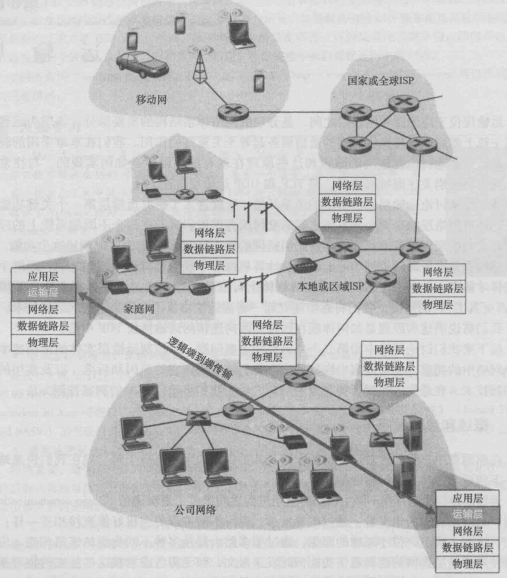 移动网
国家或全球ISP
网络层
数据链路层
物理层
网络层
数据链路层
物理层
家庭网
本地或区域ISP
网络层
数据链路层
物理层
应用层
运输层
网络层
数据链路层
物理层
网络层
数据链路层
物理层
网络层
数据链路层
物理层
逻辑端到端传输
公司网络
应用层
运输层
网络层
数据链路层
物理层